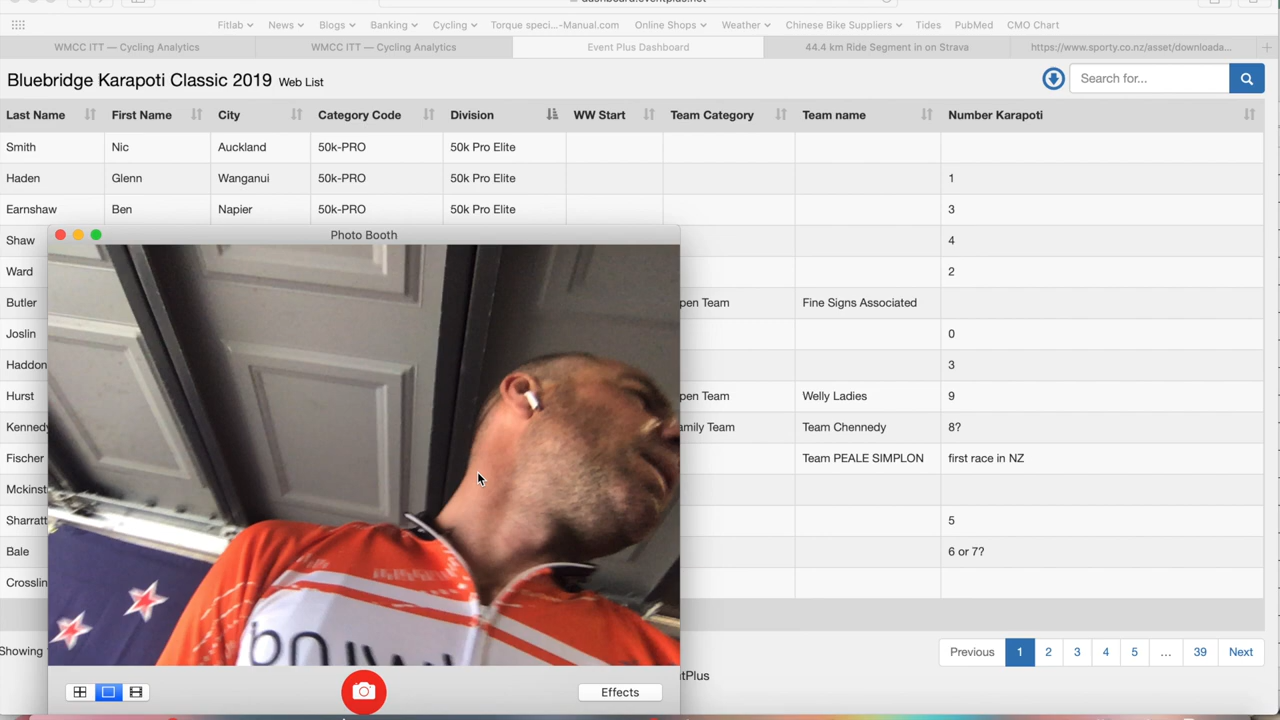 dashboard.eventplus.net
Fitlab News Blogs Banking Cycling Torque speci...-Manual.com Online Shops Weather Chinese Bike Suppliers Tides PubMed CMO Chart
WMCC ITT — Cycling Analytics WMCC ITT — Cycling Analytics Event Plus Dashboard 44.4 km Ride Segment in on Strava https://www.sporty.co.nz/asset/downloada...
Bluebridge Karapoti Classic 2019 Web List Search for...
Last Name First Name City Category Code Division WW Start Team Category Team name Number Karapoti
Smith Nic Auckland 50k-PRO 50k Pro Elite
Haden Glenn Wanganui 50k-PRO 50k Pro Elite 1
Earnshaw Ben Napier 50k-PRO 50k Pro Elite 3
Photo Booth
Shaw 4
Ward 2
Butler pen Team Fine Signs Associated
Joslin 0
Haddon 3
Hurst pen Team Welly Ladies 9
Kennedy amily Team Team Chennedy 8?
Fischer Team PEALE SIMPLON first race in NZ
Mckinst
Sharratt 5
Bale 6 or 7?
Crosslin
Showing Previous 1 2 3 4 5 ... 39 Next
ntPlus
Effects